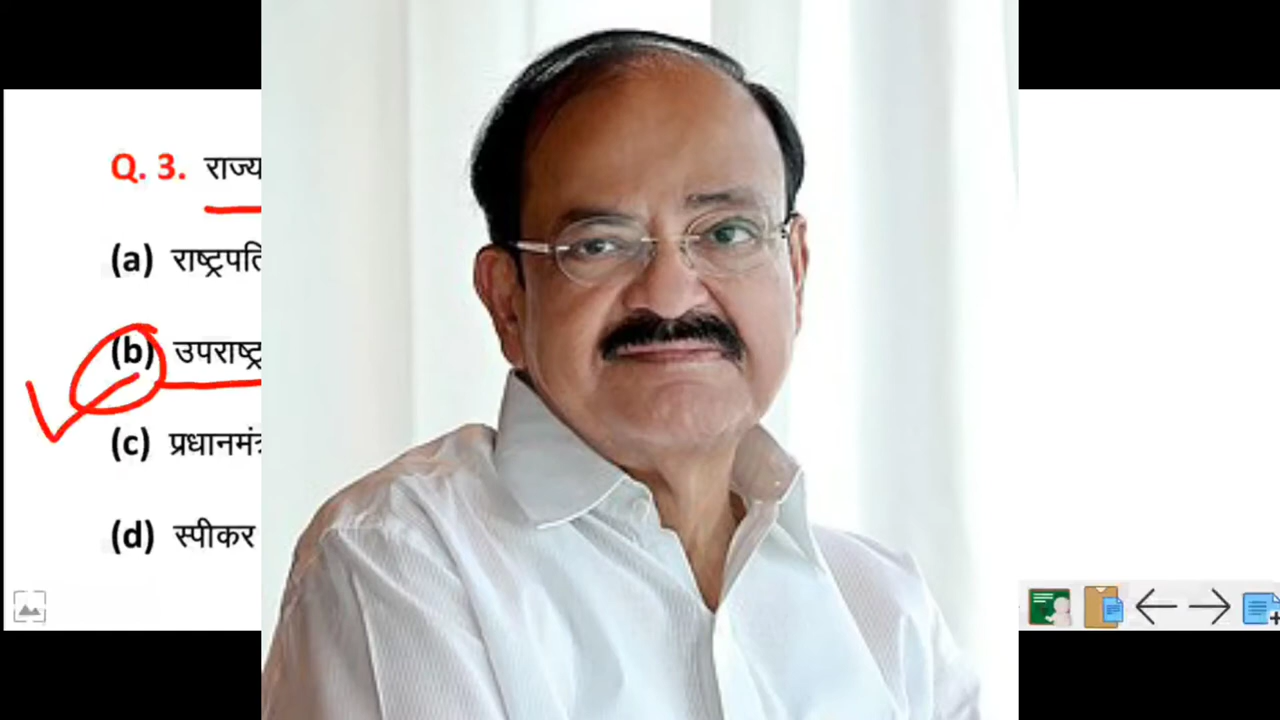 Q. 3. राज्य
(a) राष्ट्रपति
(b) उपराष्ट्र
(c) प्रधानमंत्र
(d) स्पीकर